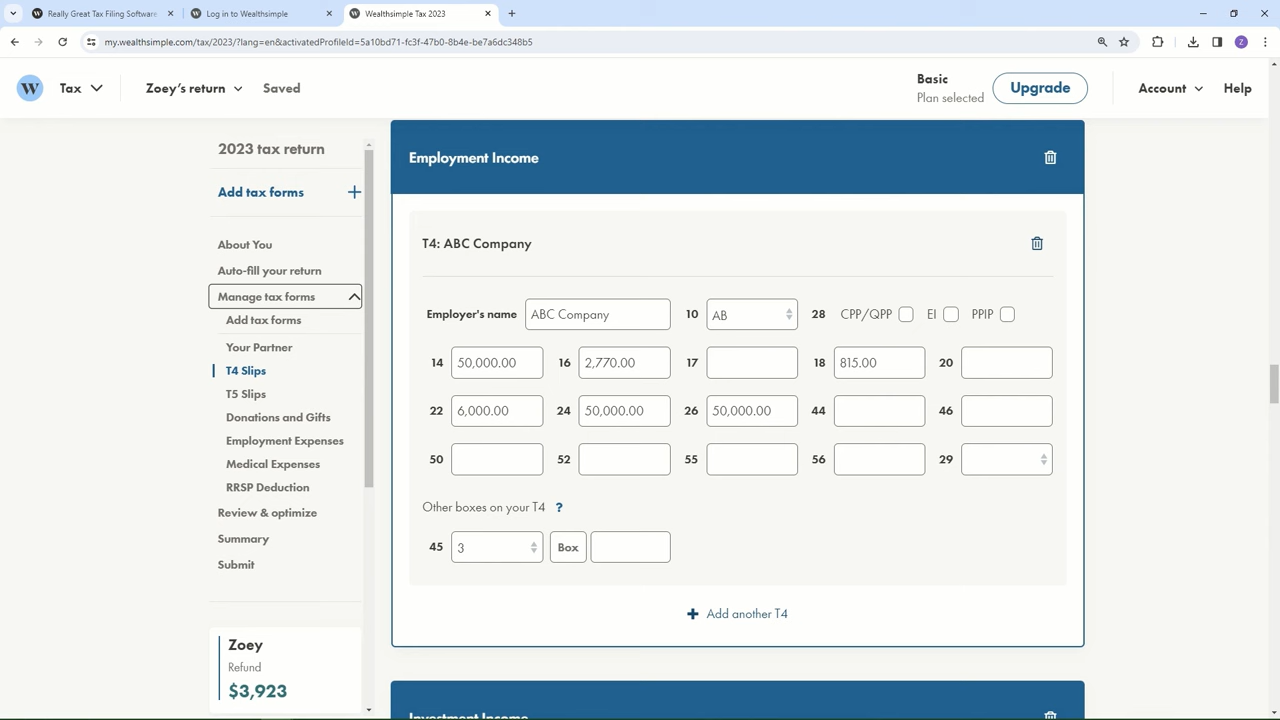 Really Great Tax Filing Software
Log in to Wealthsimple
Wealthsimple Tax 2023
my.wealthsimple.com/tax/2023/?lang=en&activatedProfileId=5a10bd71-fc3f-47b0-8b4e-be7a6dc348b5
Z
W
Tax
Zoey's return
Saved
Basic
Plan selected
Upgrade
Account
Help
2023 tax return
Add tax forms
About You
Auto-fill your return
Manage tax forms
Add tax forms
Your Partner
T4 Slips
T5 Slips
Donations and Gifts
Employment Expenses
Medical Expenses
RRSP Deduction
Review & optimize
Summary
Submit
Zoey
Refund
$3,923
Employment Income
T4: ABC Company
Employer's name ABC Company 10 AB 28 CPP/QPP EI PPIP
14 50,000.00 16 2,770.00 17 18 815.00 20
22 6,000.00 24 50,000.00 26 50,000.00 44 46
50 52 55 56 29
Other boxes on your T4 ?
45 3 Box
Add another T4
Investment Income